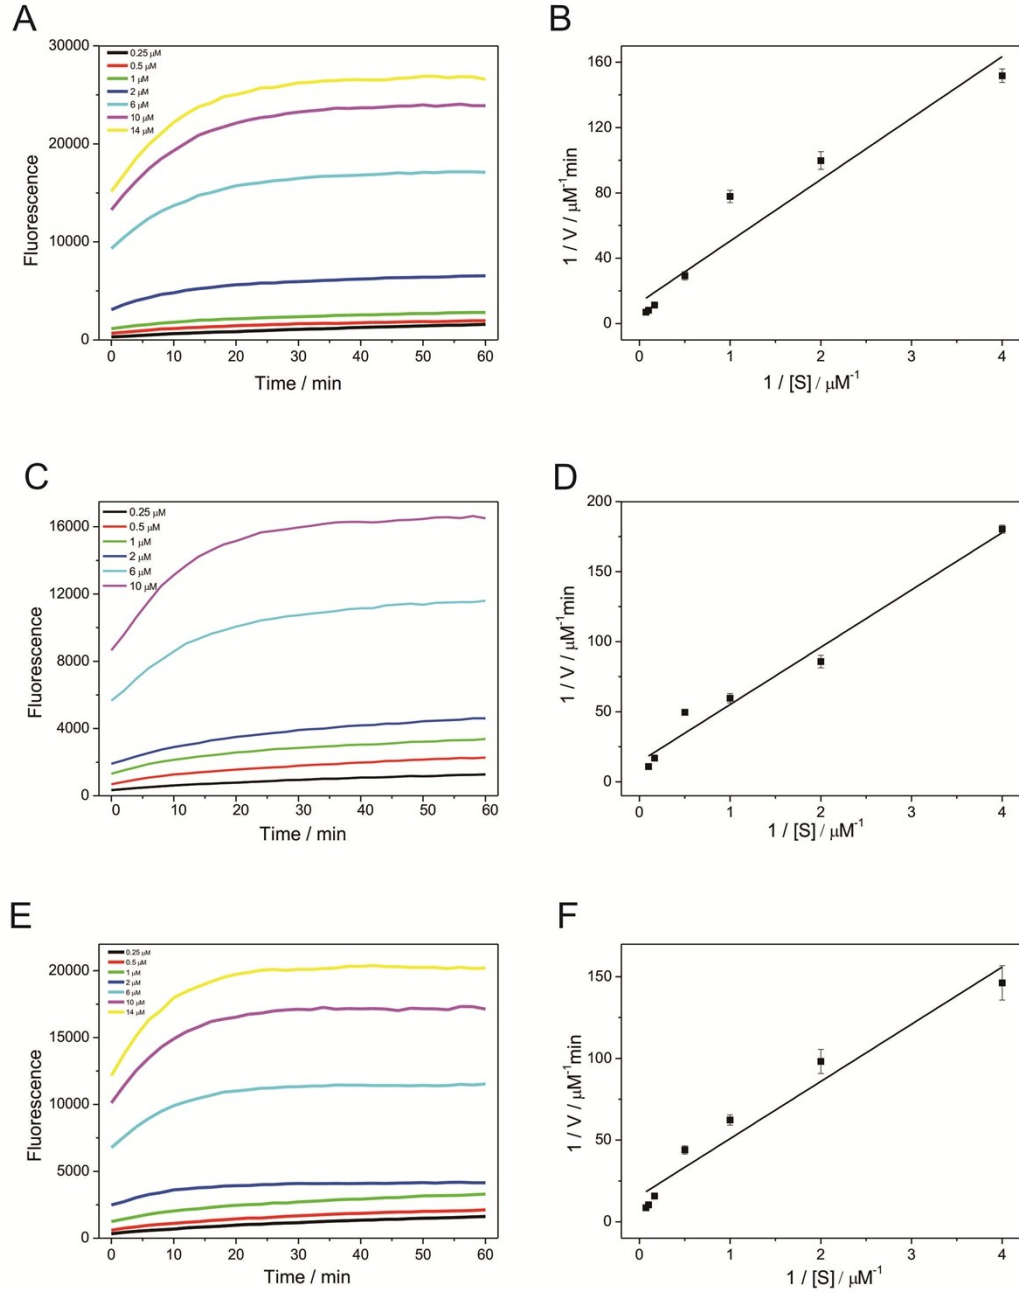 A
30000
20000
10000
0
Fluorescence
0.25 µM
0.5 µM
1 µM
2 µM
6 µM
10 µM
14 µM
0 10 20 30 40 50 60
Time / min
B
160
120
80
40
0
1 / V / µM⁻¹min
0 1 2 3 4
1 / [S] / µM⁻¹
C
16000
12000
8000
4000
0
Fluorescence
0.25 µM
0.5 µM
1 µM
2 µM
6 µM
10 µM
0 10 20 30 40 50 60
Time / min
D
200
150
100
50
0
1 / V / µM⁻¹min
0 1 2 3 4
1 / [S] / µM⁻¹
E
20000
15000
10000
5000
0
Fluorescence
0.25 µM
0.5 µM
1 µM
2 µM
6 µM
10 µM
14 µM
0 10 20 30 40 50 60
Time / min
F
150
100
50
0
1 / V / µM⁻¹min
0 1 2 3 4
1 / [S] / µM⁻¹